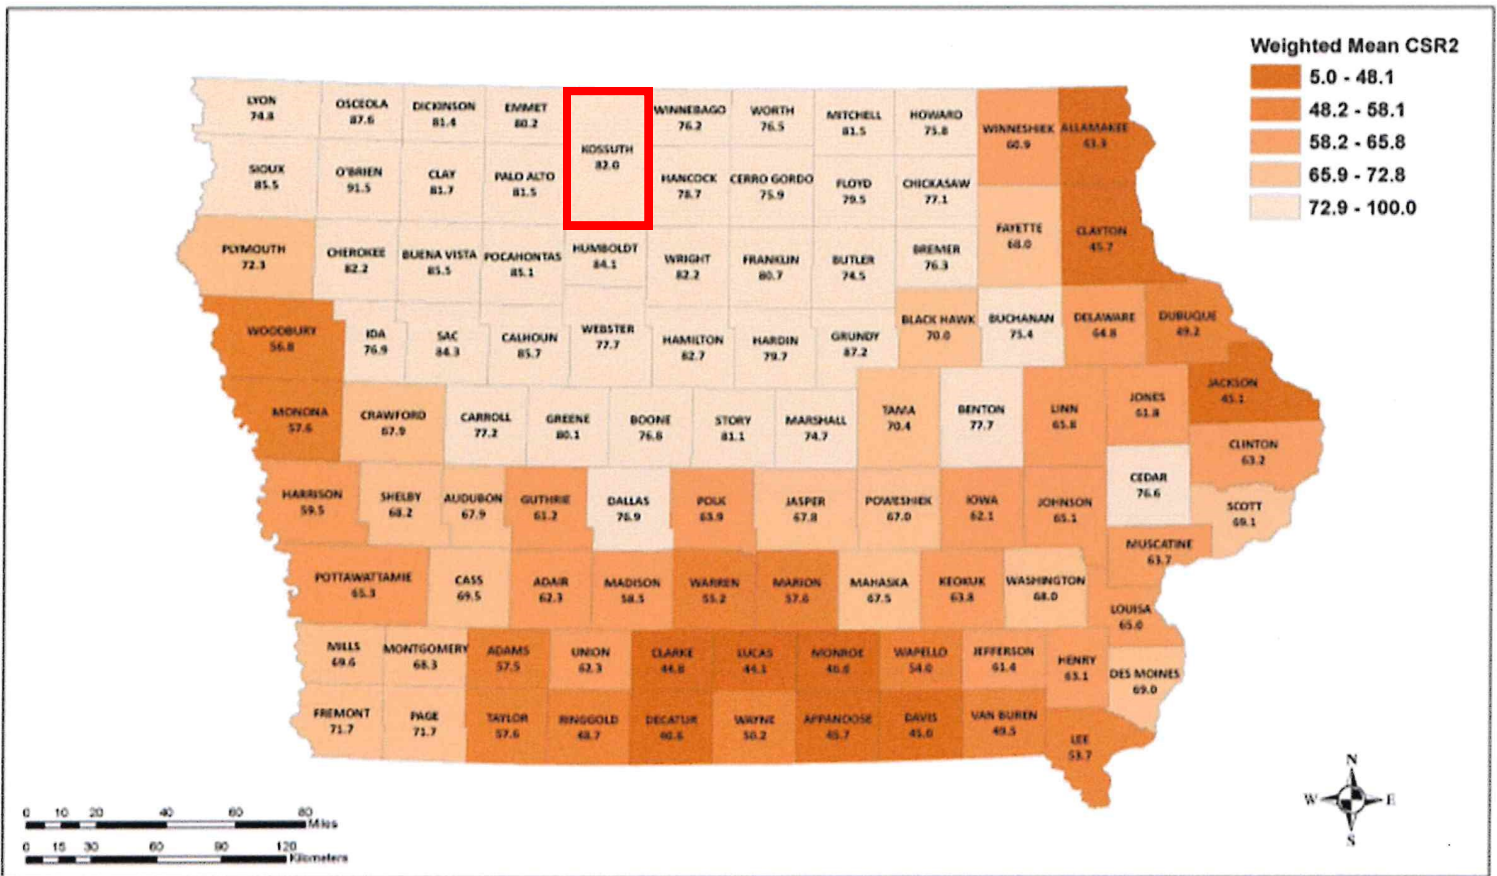 Weighted Mean CSR2
5.0 - 48.1
48.2 - 58.1
58.2 - 65.8
65.9 - 72.8
72.9 - 100.0
LYON
74.8
OSCEOLA
87.6
DICKINSON
81.4
EMMET
80.2
KOSSUTH
82.0
WINNEBAGO
76.2
WORTH
76.5
MITCHELL
81.5
HOWARD
75.8
WINNESHIEK
60.9
ALLAMAKEE
SIOUX
85.5
O'BRIEN
91.5
CLAY
81.7
PALO ALTO
81.5
HANCOCK
78.7
CERRO GORDO
75.9
FLOYD
79.5
CHICKASAW
77.1
PLYMOUTH
72.3
CHEROKEE
82.2
BUENA VISTA
85.5
POCAHONTAS
85.1
HUMBOLDT
84.1
WRIGHT
82.2
FRANKLIN
80.7
BUTLER
74.5
BREMER
76.3
FAYETTE
68.0
CLAYTON
45.7
WOODBURY
56.8
IDA
76.9
SAC
84.3
CALHOUN
85.7
WEBSTER
77.7
HAMILTON
82.7
HARDIN
79.7
GRUNDY
87.2
BLACK HAWK
70.0
BUCHANAN
75.4
DELAWARE
64.8
DUBUQUE
49.2
MONONA
57.6
CRAWFORD
67.9
CARROLL
77.2
GREENE
80.1
BOONE
76.8
STORY
81.1
MARSHALL
74.7
TAMA
70.4
BENTON
77.7
LINN
65.8
JONES
61.8
JACKSON
45.1
CLINTON
63.2
HARRISON
59.5
SHELBY
68.2
AUDUBON
67.9
GUTHRIE
61.2
DALLAS
76.9
POLK
63.9
JASPER
67.8
POWESHIEK
67.0
IOWA
62.1
JOHNSON
65.1
CEDAR
76.6
SCOTT
69.1
MUSCATINE
63.7
POTTAWATTAMIE
65.3
CASS
69.5
ADAIR
62.3
MADISON
58.5
WARREN
55.2
MARION
57.6
MAHASKA
67.5
KEOKUK
63.8
WASHINGTON
68.0
LOUISA
65.0
MILLS
69.6
MONTGOMERY
68.3
ADAMS
57.5
UNION
62.3
CLARKE
44.8
LUCAS
44.1
MONROE
WAPELLO
54.0
JEFFERSON
61.4
HENRY
63.1
DES MOINES
69.0
FREMONT
71.7
PAGE
71.7
TAYLOR
57.6
RINGGOLD
DECATUR
WAYNE
50.2
APPANOOSE
45.7
DAVIS
45.0
VAN BUREN
49.5
LEE
53.7
0 10 20 40 60 80
Miles
0 15 30 60 90 120
Kilometers
N
W E
S